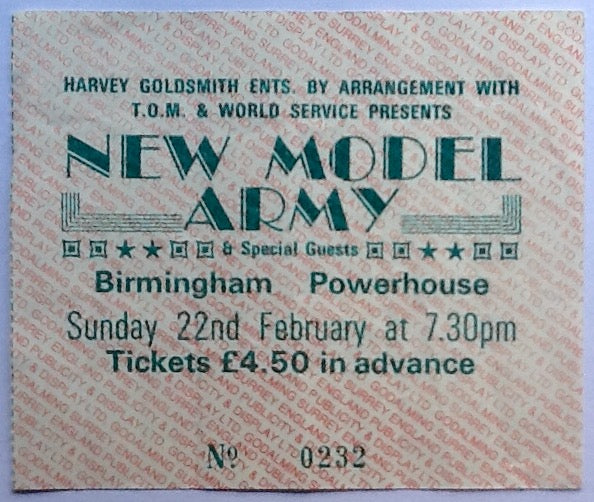 HARVEY GOLDSMITH ENTS. BY ARRANGEMENT WITH
T.O.M. & WORLD SERVICE PRESENTS
NEW MODEL
ARMY
& Special Guests
Birmingham Powerhouse
Sunday 22nd February at 7.30pm
Tickets £4.50 in advance
Nº 0232